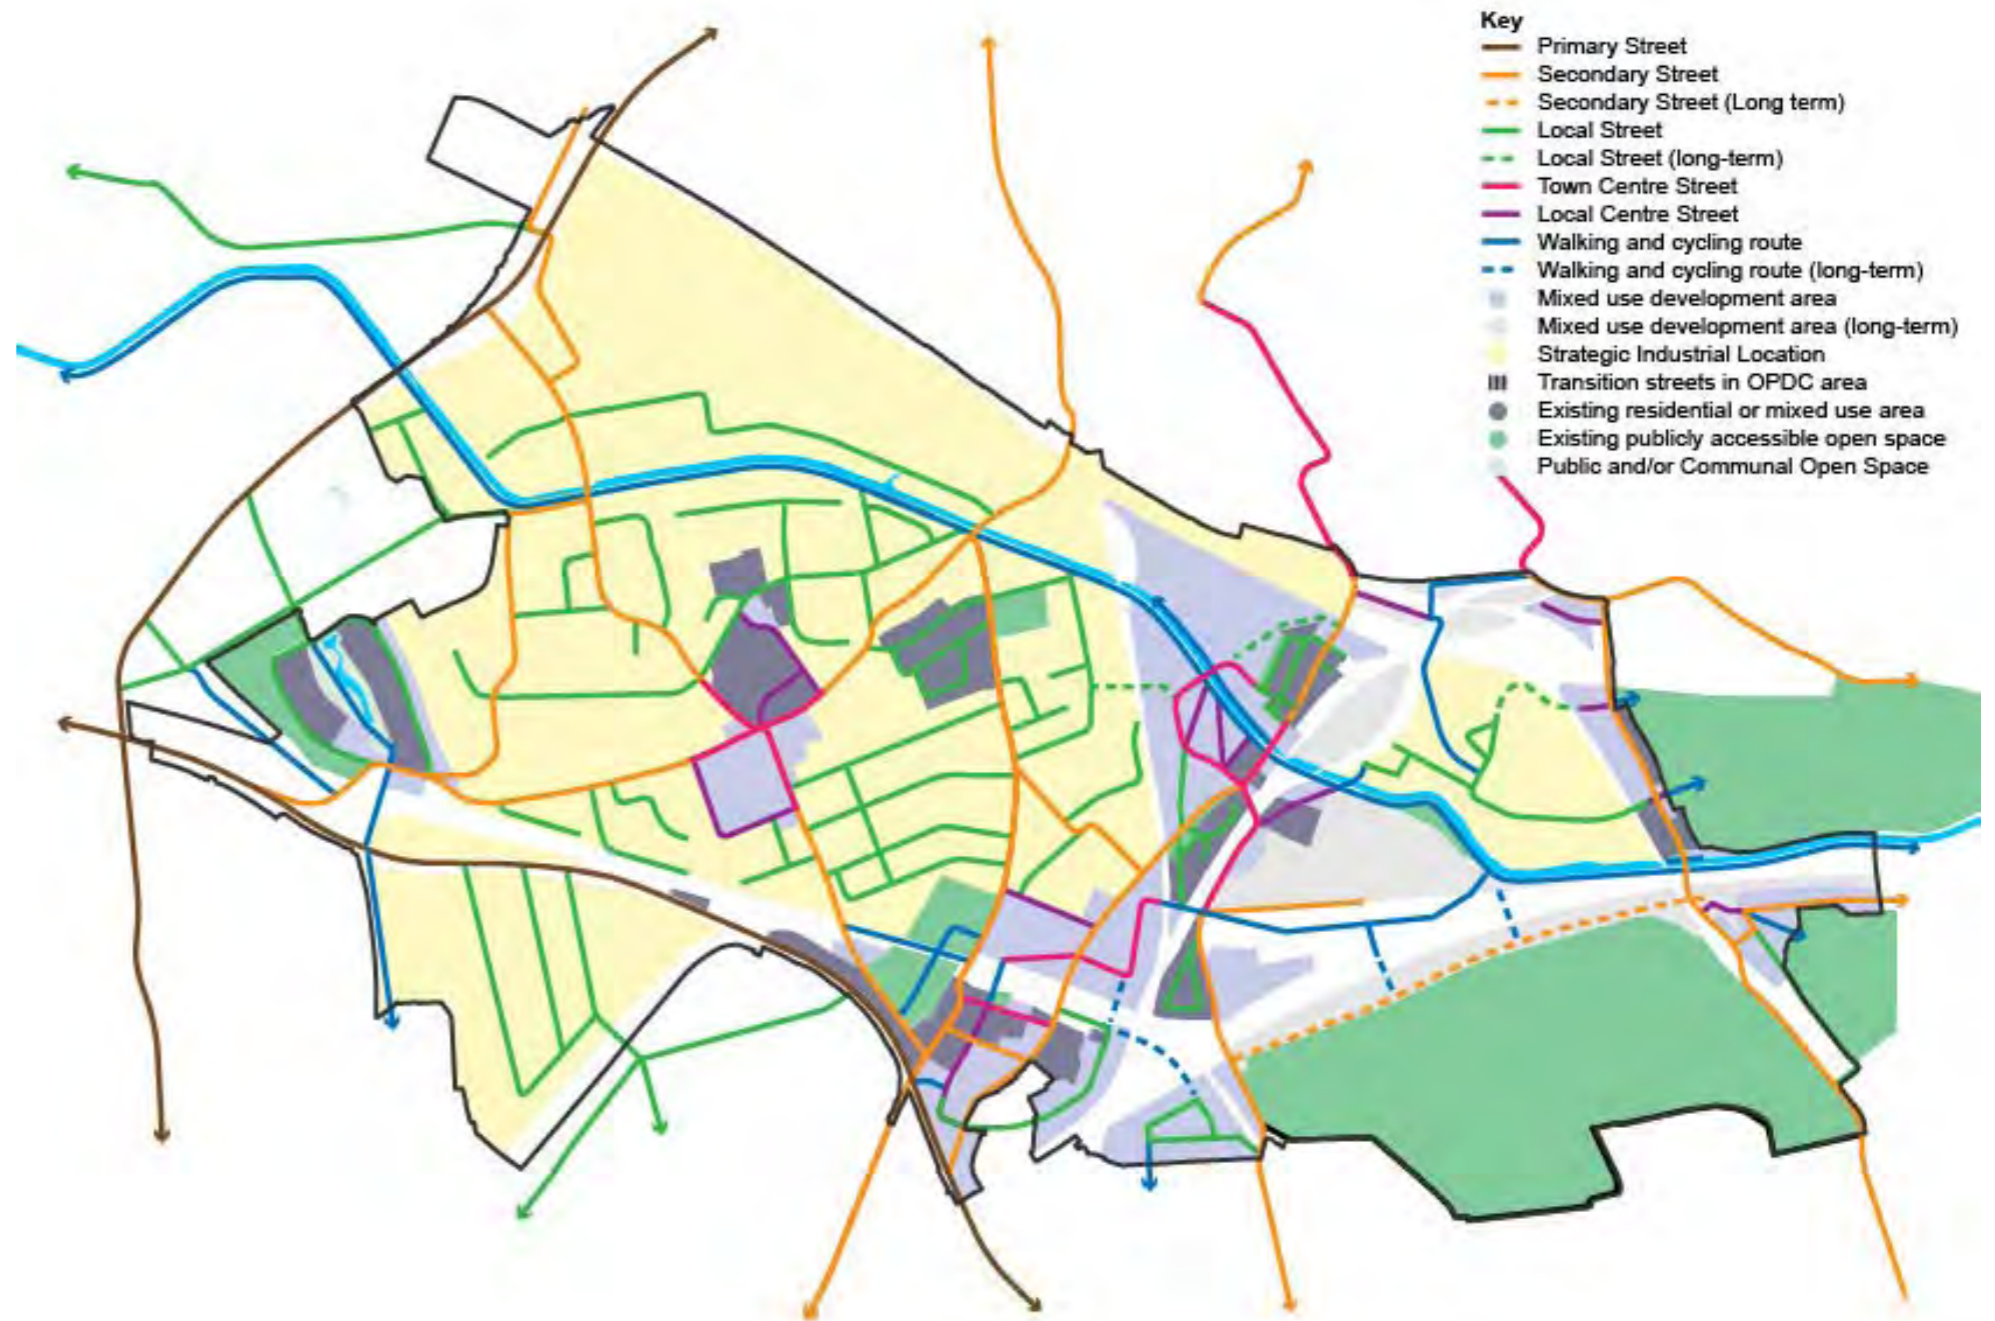 Key
Primary Street
Secondary Street
Secondary Street (Long term)
Local Street
Local Street (long-term)
Town Centre Street
Local Centre Street
Walking and cycling route
Walking and cycling route (long-term)
Mixed use development area
Mixed use development area (long-term)
Strategic Industrial Location
Transition streets in OPDC area
Existing residential or mixed use area
Existing publicly accessible open space
Public and/or Communal Open Space